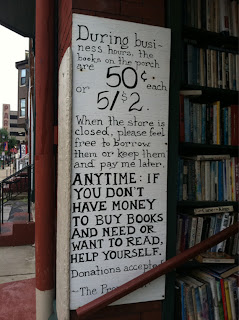 During busi-
ness hours, the
books on the porch
are 50¢ each
or 5/$2.
When the store is
closed, please feel
free to borrow
them or keep them
and pay me later.
ANYTIME: IF
YOU DON'T
HAVE MONEY
TO BUY BOOKS
AND NEED OR
WANT TO READ,
HELP YOURSELF.
Donations accepted
~The